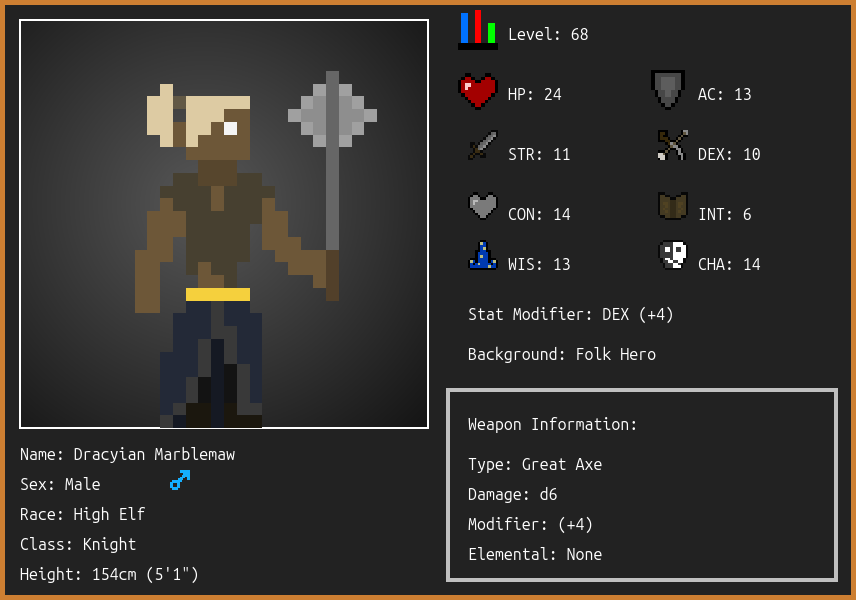 Level: 68
HP: 24
AC: 13
STR: 11
DEX: 10
CON: 14
INT: 6
WIS: 13
CHA: 14
Stat Modifier: DEX (+4)
Background: Folk Hero
Weapon Information:
Type: Great Axe
Damage: d6
Modifier: (+4)
Elemental: None
Name: Dracyian Marblemaw
Sex: Male
Race: High Elf
Class: Knight
Height: 154cm (5'1")